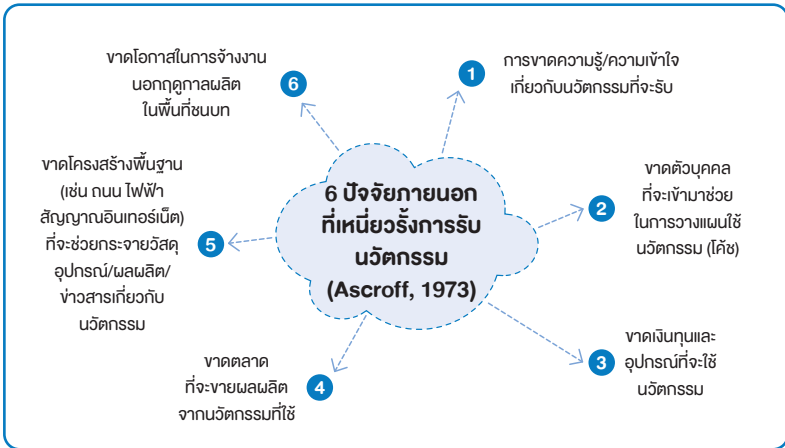 6 ปัจจัยภายนอก
ที่เหนี่ยวรั้งการรับ
นวัตกรรม
(Ascroff, 1973)
1
การขาดความรู้/ความเข้าใจ
เกี่ยวกับนวัตกรรมที่จะรับ
2
ขาดตัวบุคคล
ที่จะเข้ามาช่วย
ในการวางแผนใช้
นวัตกรรม (โค้ช)
3
ขาดเงินทุนและ
อุปกรณ์ที่จะใช้
นวัตกรรม
4
ขาดตลาด
ที่จะขายผลผลิต
จากนวัตกรรมที่ใช้
5
ขาดโครงสร้างพื้นฐาน
(เช่น ถนน ไฟฟ้า
สัญญาณอินเทอร์เน็ต)
ที่จะช่วยกระจายวัสดุ
อุปกรณ์/ผลผลิต/
ข่าวสารเกี่ยวกับ
นวัตกรรม
6
ขาดโอกาสในการจ้างงาน
นอกฤดูกาลผลิต
ในพื้นที่ชนบท